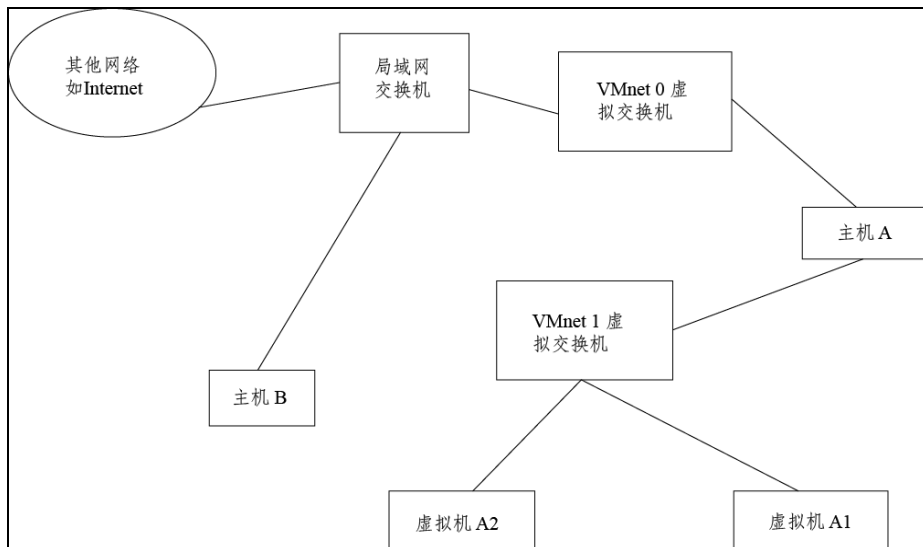 其他网络
如Internet
局域网
交换机
VMnet 0 虚
拟交换机
主机 A
VMnet 1 虚
拟交换机
主机 B
虚拟机 A2
虚拟机 A1